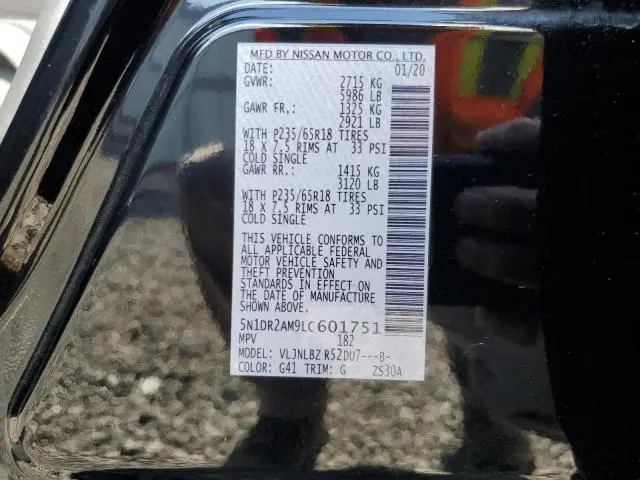 MFD BY NISSAN MOTOR CO., LTD.
DATE: 01/20
GVWR: 2715 KG
5986 LB
GAWR FR.: 1325 KG
2921 LB
WITH P235/65R18 TIRES
18 X 7.5 RIMS AT 33 PSI
COLD SINGLE
GAWR RR.: 1415 KG
3120 LB
WITH P235/65R18 TIRES
18 X 7.5 RIMS AT 33 PSI
COLD SINGLE
THIS VEHICLE CONFORMS TO
ALL APPLICABLE FEDERAL
MOTOR VEHICLE SAFETY AND
THEFT PREVENTION
STANDARDS IN EFFECT ON
THE DATE OF MANUFACTURE
SHOWN ABOVE.
5N1DR2AM9LC601751
MPV 182
MODEL: VLJNLBZ R52DU7---B-
COLOR: G41 TRIM: G ZS30A